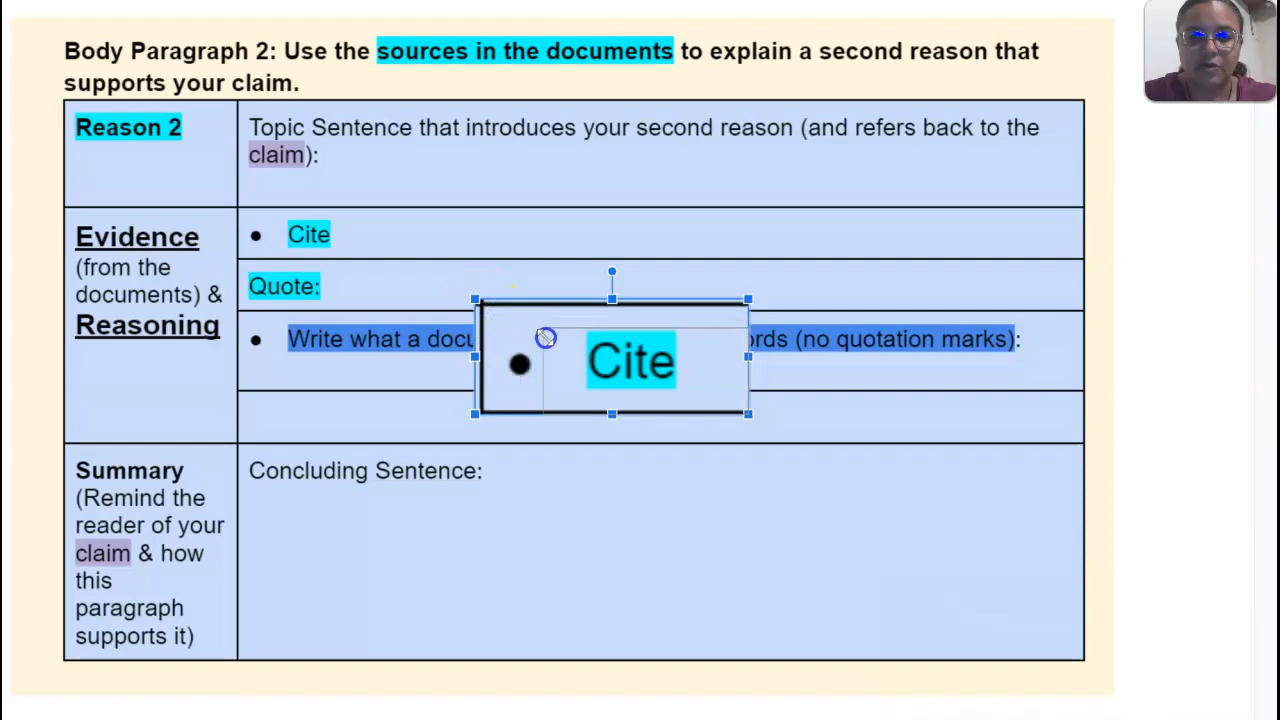 Body Paragraph 2: Use the sources in the documents to explain a second reason that
supports your claim.
Reason 2
Topic Sentence that introduces your second reason (and refers back to the
claim):
Evidence
(from the
documents) &
Reasoning
● Cite
Quote:
● Write what a docu
(no quotation marks):
● Cite
Summary
(Remind the
reader of your
claim & how
this
paragraph
supports it)
Concluding Sentence: